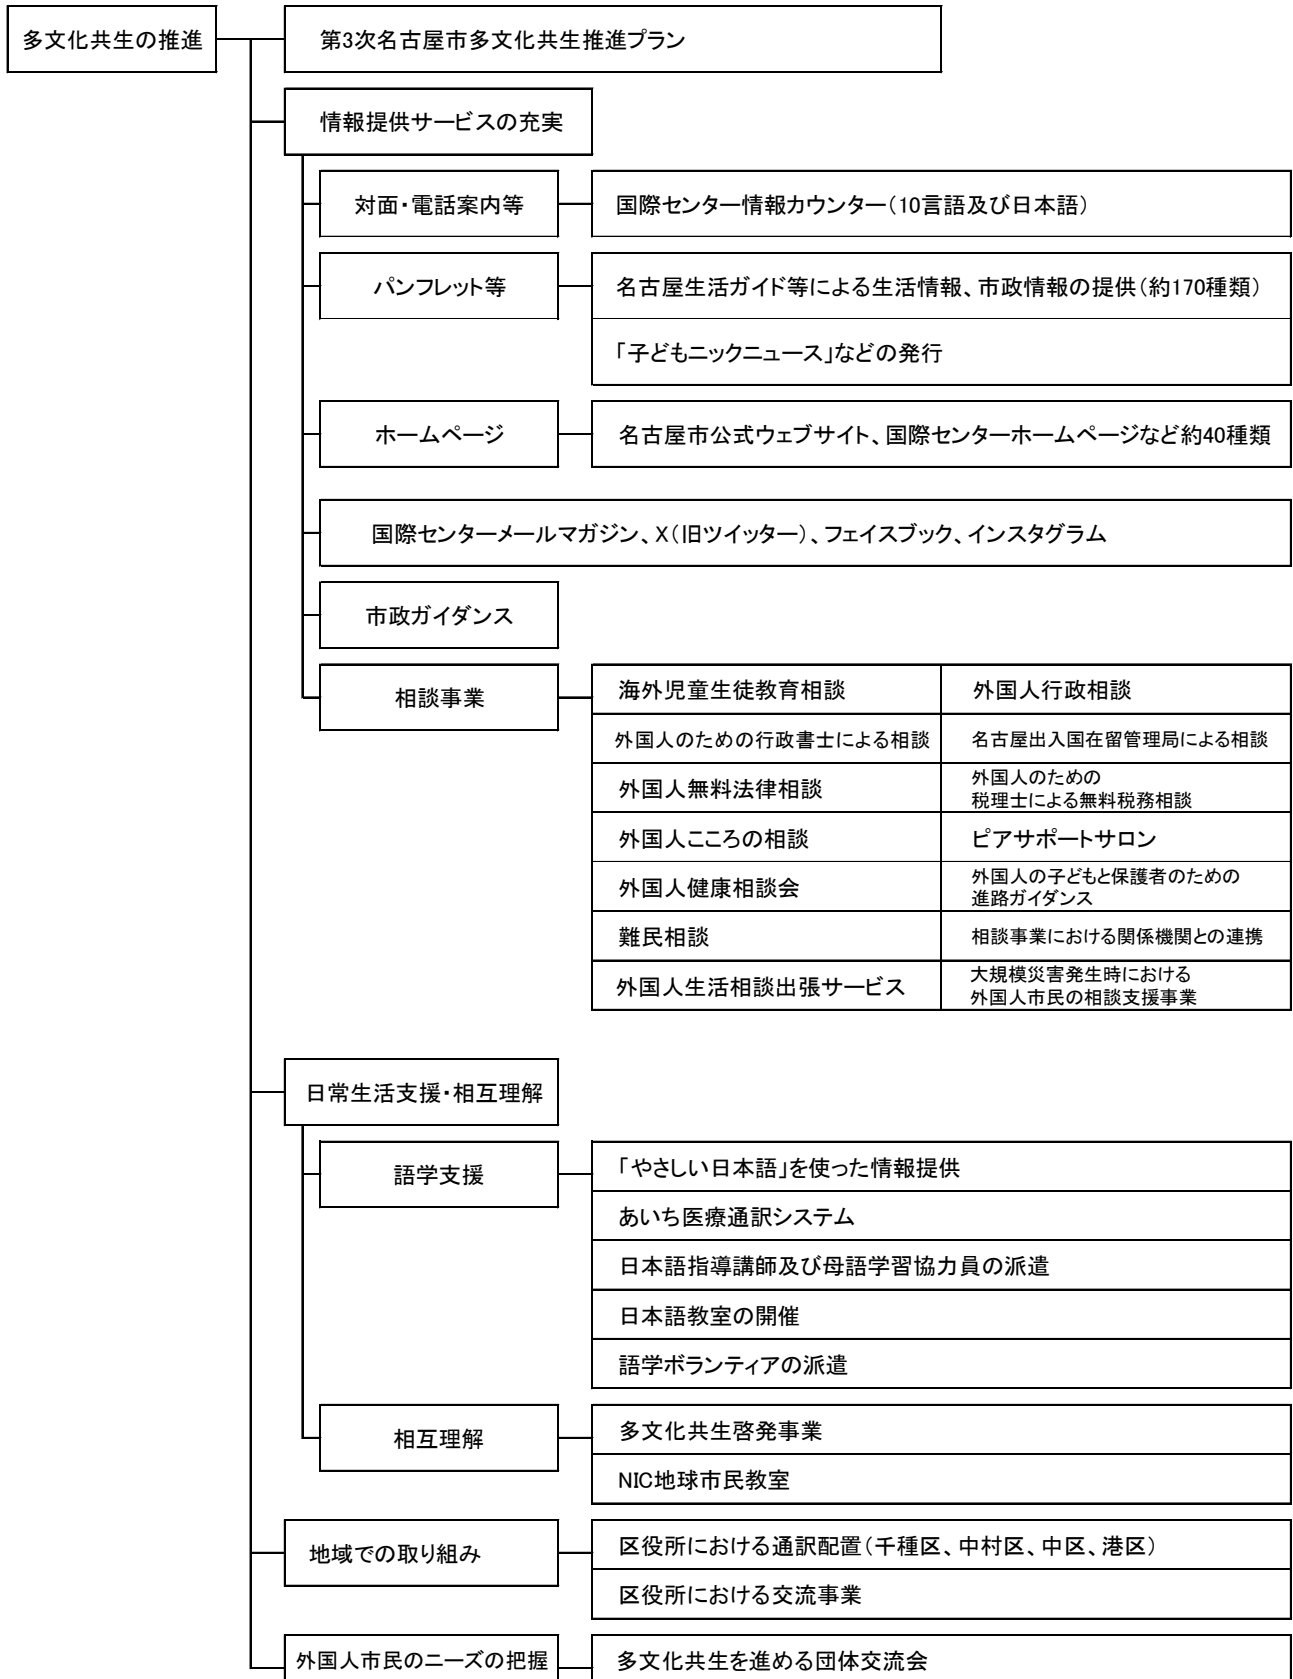 多文化共生の推進
第3次名古屋市多文化共生推進プラン
情報提供サービスの充実
対面・電話案内等
国際センター情報カウンター（10言語及び日本語）
パンフレット等
名古屋生活ガイド等による生活情報、市政情報の提供（約170種類）
「子どもニックニュース」などの発行
ホームページ
名古屋市公式ウェブサイト、国際センターホームページなど約40種類
国際センターメールマガジン、X（旧ツイッター）、フェイスブック、インスタグラム
市政ガイダンス
相談事業
海外児童生徒教育相談
外国人行政相談
外国人のための行政書士による相談
名古屋出入国在留管理局による相談
外国人無料法律相談
外国人のための
税理士による無料税務相談
外国人こころの相談
ピアサポートサロン
外国人健康相談会
外国人の子どもと保護者のための
進路ガイダンス
難民相談
相談事業における関係機関との連携
外国人生活相談出張サービス
大規模災害発生時における
外国人市民の相談支援事業
日常生活支援・相互理解
語学支援
「やさしい日本語」を使った情報提供
あいち医療通訳システム
日本語指導講師及び母語学習協力員の派遣
日本語教室の開催
語学ボランティアの派遣
相互理解
多文化共生啓発事業
NIC地球市民教室
地域での取り組み
区役所における通訳配置（千種区、中村区、中区、港区）
区役所における交流事業
外国人市民のニーズの把握
多文化共生を進める団体交流会